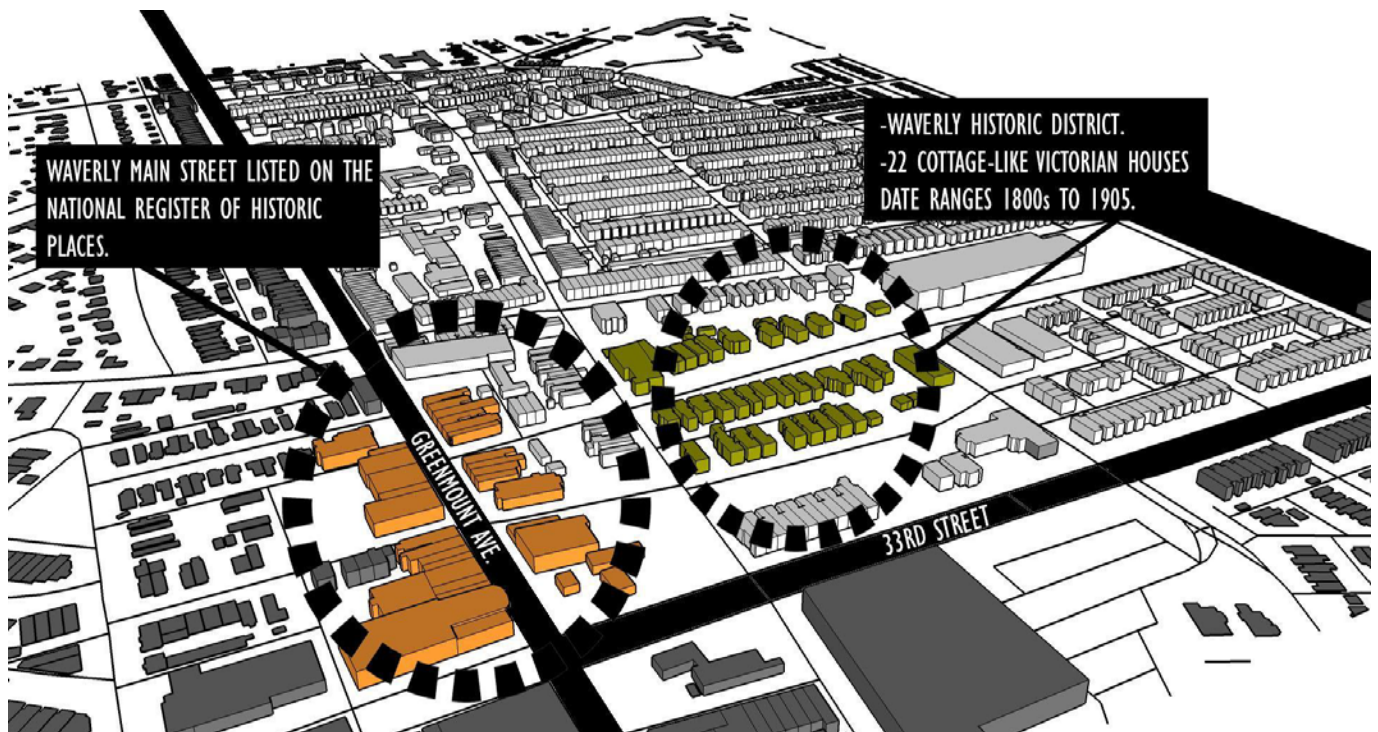 WAVERLY MAIN STREET LISTED ON THE
NATIONAL REGISTER OF HISTORIC
PLACES.
-WAVERLY HISTORIC DISTRICT.
-22 COTTAGE-LIKE VICTORIAN HOUSES
DATE RANGES 1800s TO 1905.
GREENMOUNT AVE.
33RD STREET